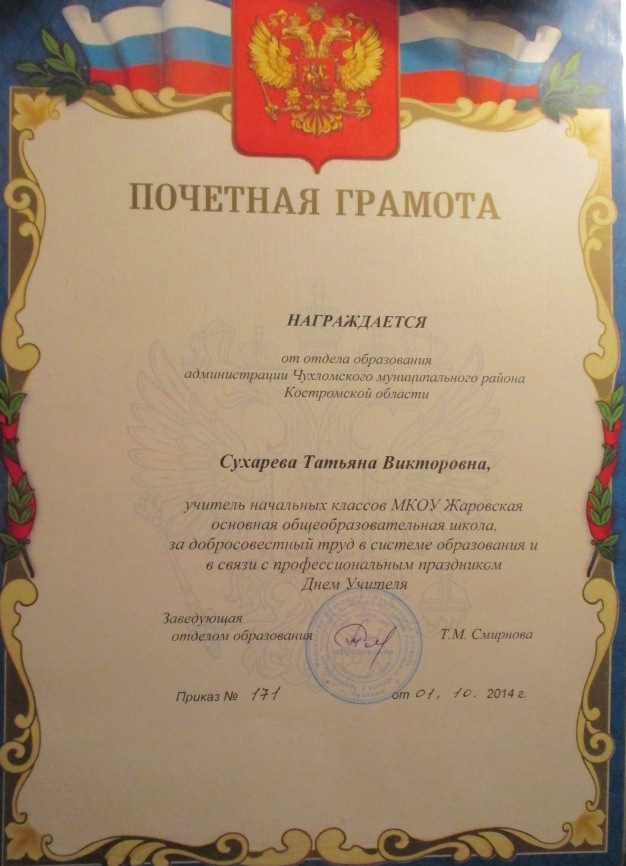 ПОЧЕТНАЯ ГРАМОТА
НАГРАЖДАЕТСЯ
от отдела образования
администрации Чухломского муниципального района
Костромской области
Сухарева Татьяна Викторовна,
учитель начальных классов МКОУ Жаровская
основная общеобразовательная школа,
за добросовестный труд в системе образования и
в связи с профессиональным праздником
Днем Учителя
Заведующая
отделом образования Т.М. Смирнова
образования
Приказ № 171 от 01. 10. 2014 г.